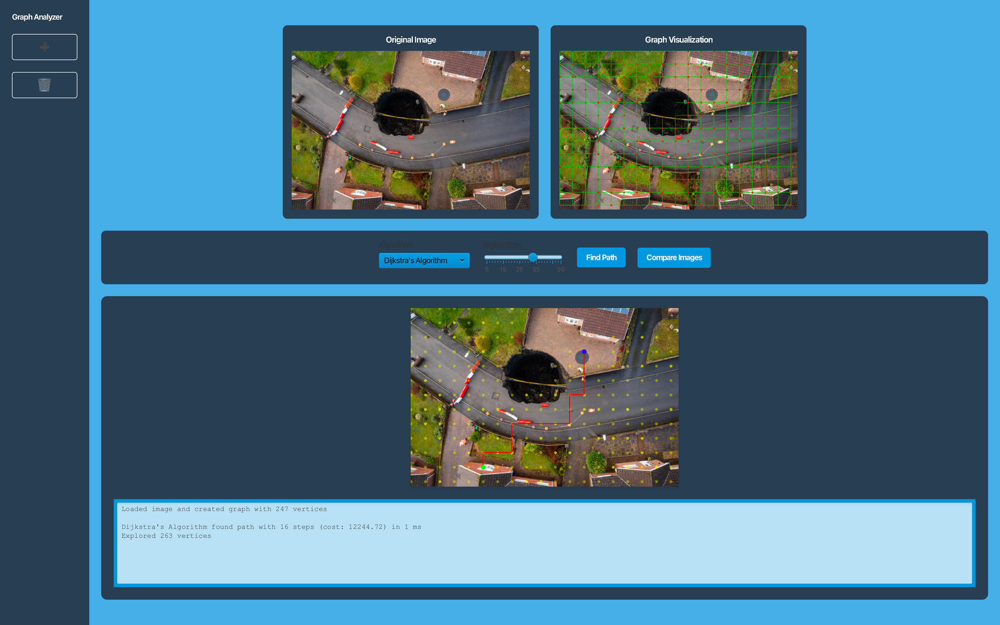 Graph Analyzer
Original Image
Graph Visualization
Algorithm:
Region Size:
Dijkstra's Algorithm
Find Path
Compare Images
5 15 25 35 50
Loaded image and created graph with 247 vertices
Dijkstra's Algorithm found path with 16 steps (cost: 12244.72) in 1 ms
Explored 263 vertices